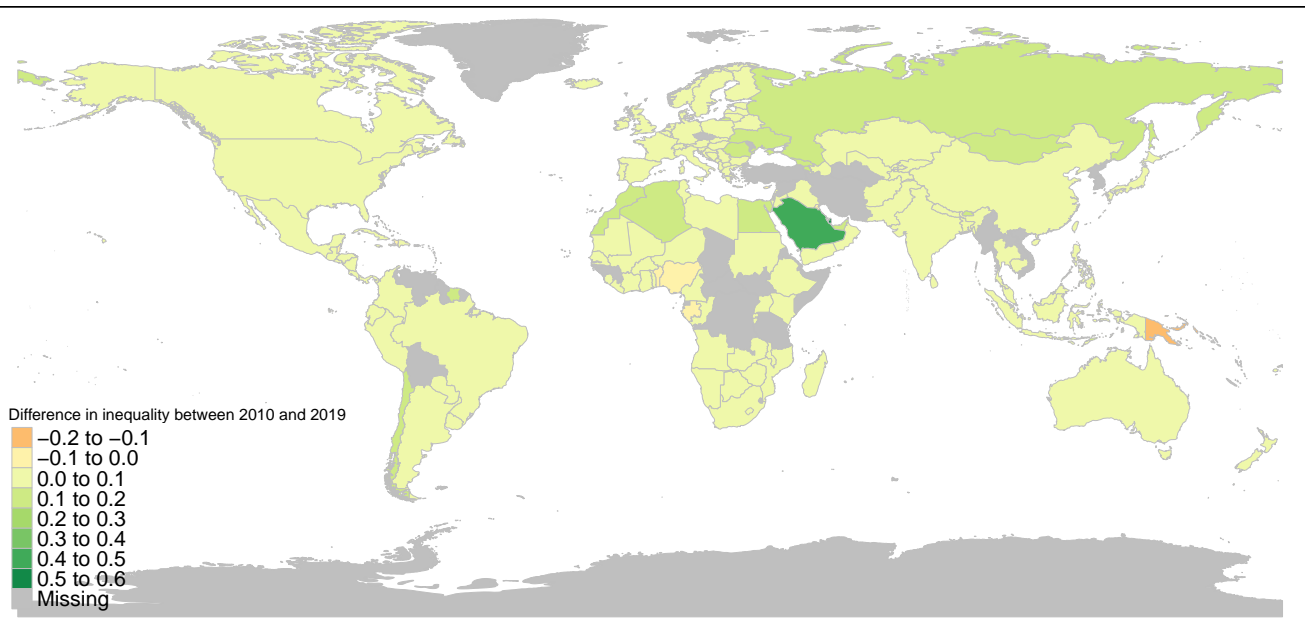 Difference in inequality between 2010 and 2019
−0.2 to −0.1
−0.1 to 0.0
0.0 to 0.1
0.1 to 0.2
0.2 to 0.3
0.3 to 0.4
0.4 to 0.5
0.5 to 0.6
Missing